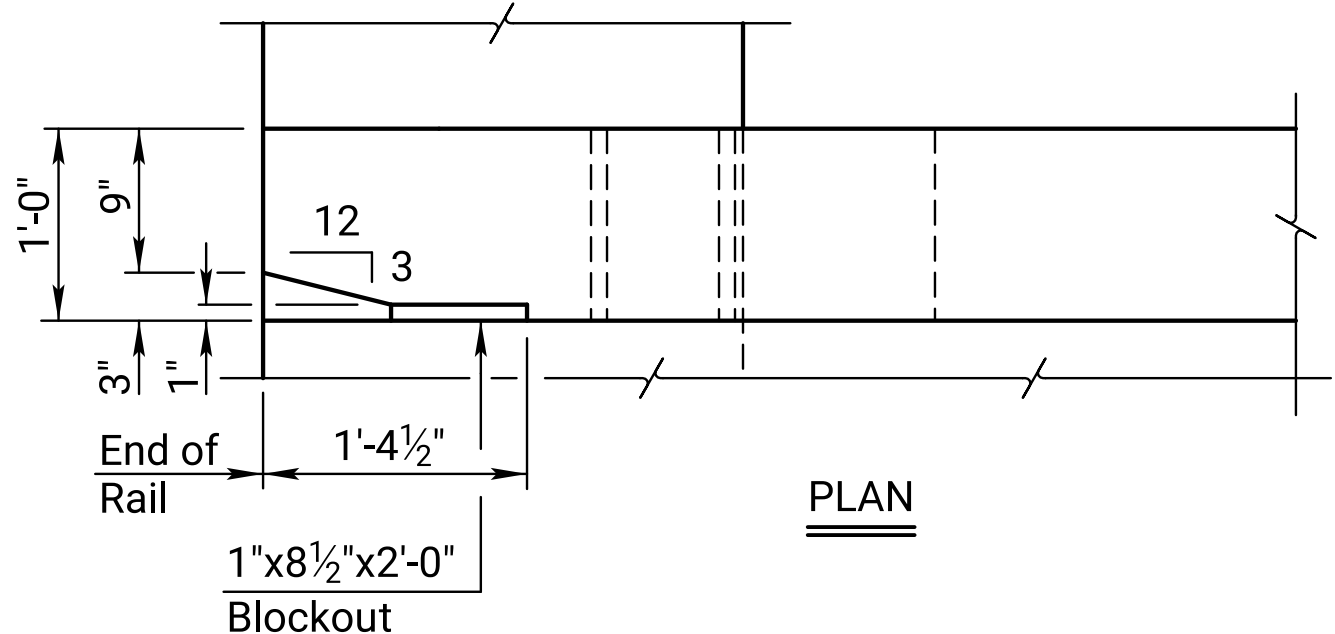 1'-0"
9"
12
3
3"
1"
End of
Rail
1'-4½"
PLAN
1"x8½"x2'-0"
Blockout